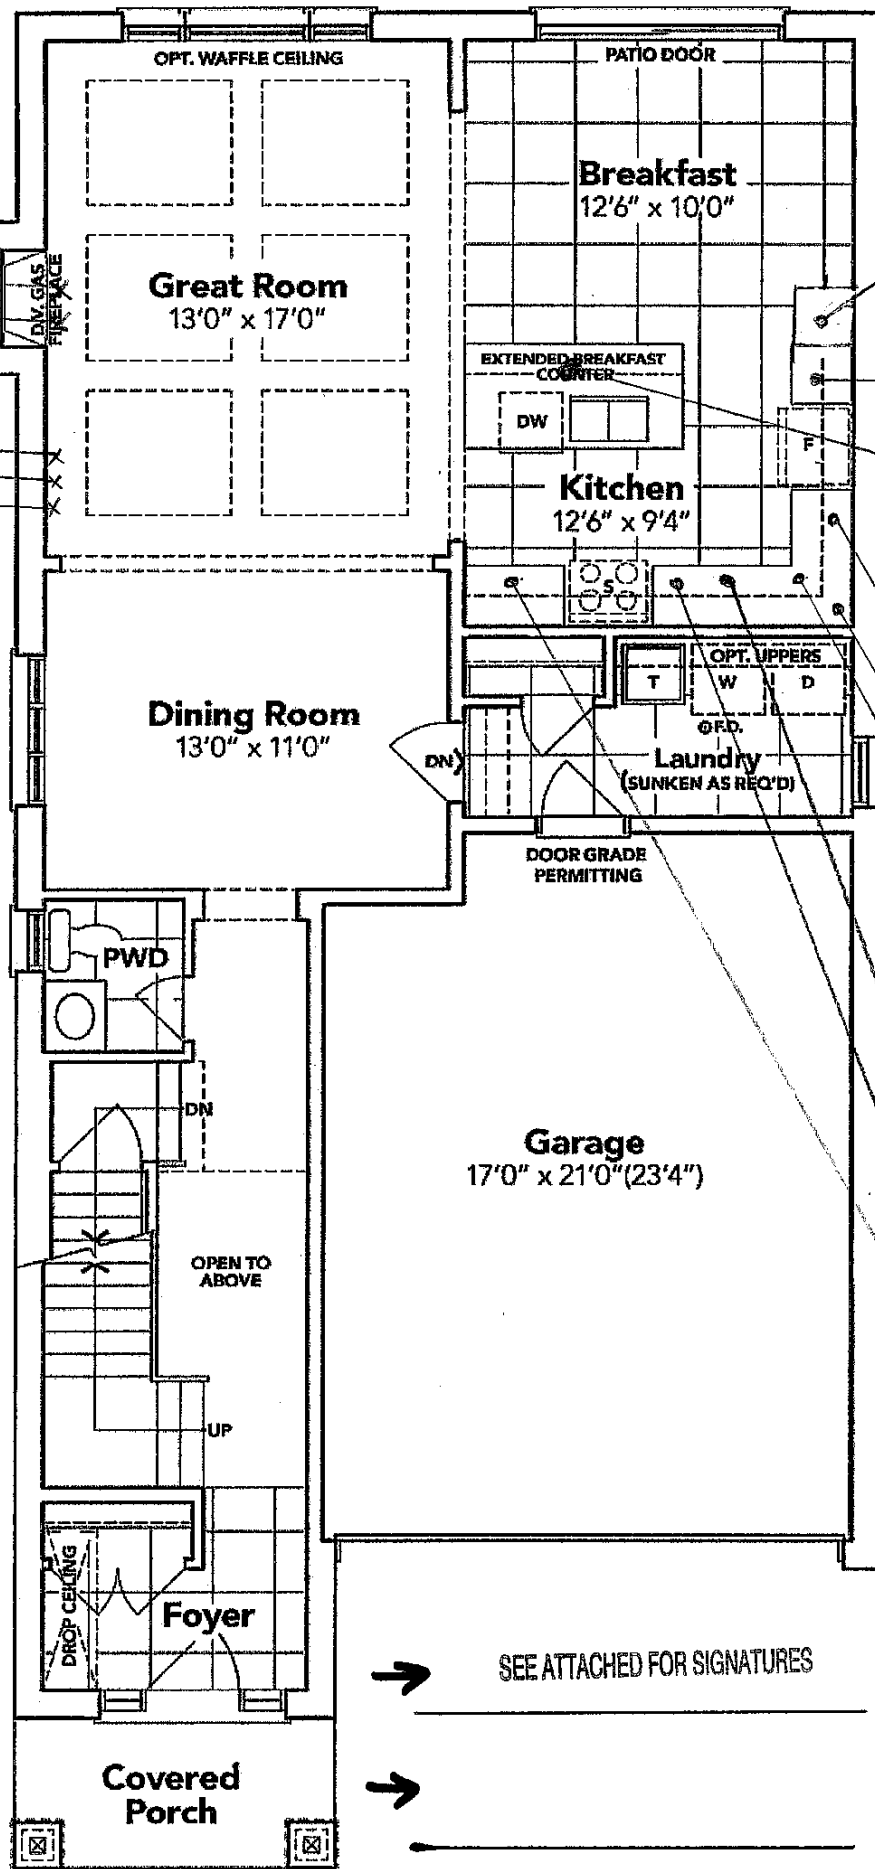 OPT. WAFFLE CEILING
PATIO DOOR
Breakfast
12'6" x 10'0"
D.V. GAS
FIREPLACE
Great Room
13'0" x 17'0"
EXTENDED BREAKFAST
COUNTER
DW
F
Kitchen
12'6" x 9'4"
S
OPT. UPPERS
T
W
D
F.D.
Dining Room
13'0" x 11'0"
DN
Laundry
(SUNKEN AS REQ'D)
DOOR GRADE
PERMITTING
PWD
DN
Garage
17'0" x 21'0"(23'4")
OPEN TO
ABOVE
UP
DROP CEILING
Foyer
SEE ATTACHED FOR SIGNATURES
Covered
Porch